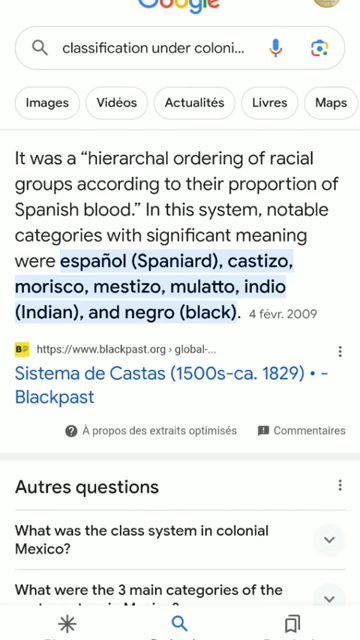 Google
classification under coloni...
Images
Vidéos
Actualités
Livres
Maps
It was a “hierarchal ordering of racial
groups according to their proportion of
Spanish blood.” In this system, notable
categories with significant meaning
were español (Spaniard), castizo,
morisco, mestizo, mulatto, indio
(Indian), and negro (black). 4 févr. 2009
https://www.blackpast.org › global-...
Sistema de Castas (1500s-ca. 1829) • -
Blackpast
À propos des extraits optimisés
Commentaires
Autres questions
What was the class system in colonial
Mexico?
What were the 3 main categories of the